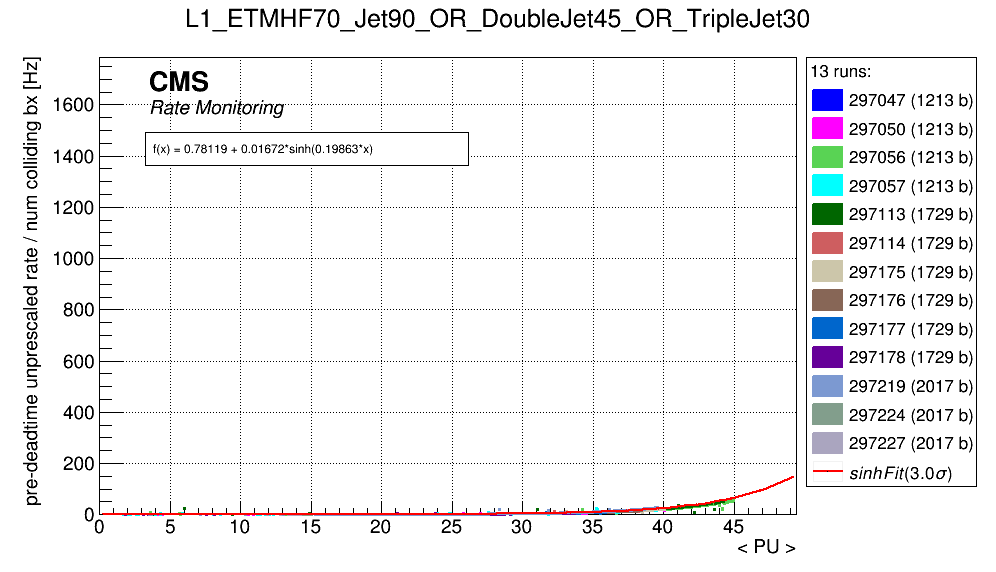 L1_ETMHF70_Jet90_OR_DoubleJet45_OR_TripleJet30
pre-deadtime unprescaled rate / num colliding bx [Hz]
CMS
Rate Monitoring
f(x) = 0.78119 + 0.01672*sinh(0.19863*x)
1600
1400
1200
1000
800
600
400
200
0
0 5 10 15 20 25 30 35 40 45
< PU >
13 runs:
297047 (1213 b)
297050 (1213 b)
297056 (1213 b)
297057 (1213 b)
297113 (1729 b)
297114 (1729 b)
297175 (1729 b)
297176 (1729 b)
297177 (1729 b)
297178 (1729 b)
297219 (2017 b)
297224 (2017 b)
297227 (2017 b)
sinhFit(3.0σ)